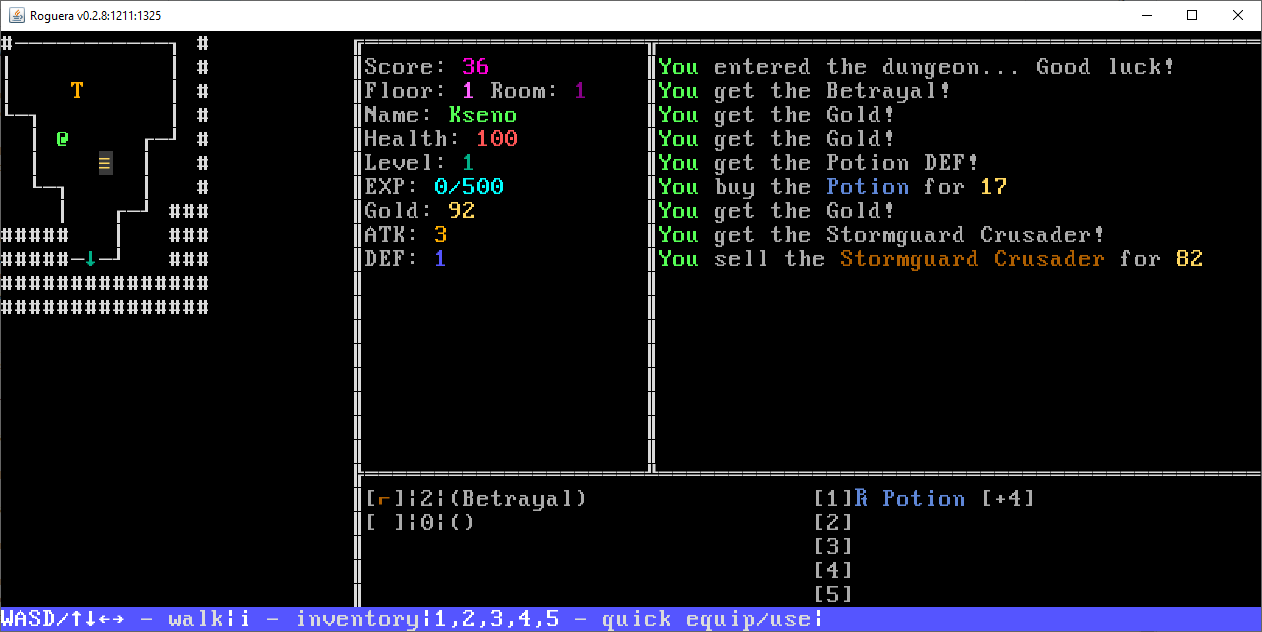 Roguera v0.2.8:1211:1325
T
@
Score: 36
Floor: 1 Room: 1
Name: Kseno
Health: 100
Level: 1
EXP: 0/500
Gold: 92
ATK: 3
DEF: 1
You entered the dungeon... Good luck!
You get the Betrayal!
You get the Gold!
You get the Gold!
You get the Potion DEF!
You buy the Potion for 17
You get the Gold!
You get the Stormguard Crusader!
You sell the Stormguard Crusader for 82
[⌐]¦2¦(Betrayal)
[ ]¦0¦()
[1] Potion [+4]
[2]
[3]
[4]
[5]
WASD/↑↓←→ - walk¦i - inventory¦1,2,3,4,5 - quick equip/use¦